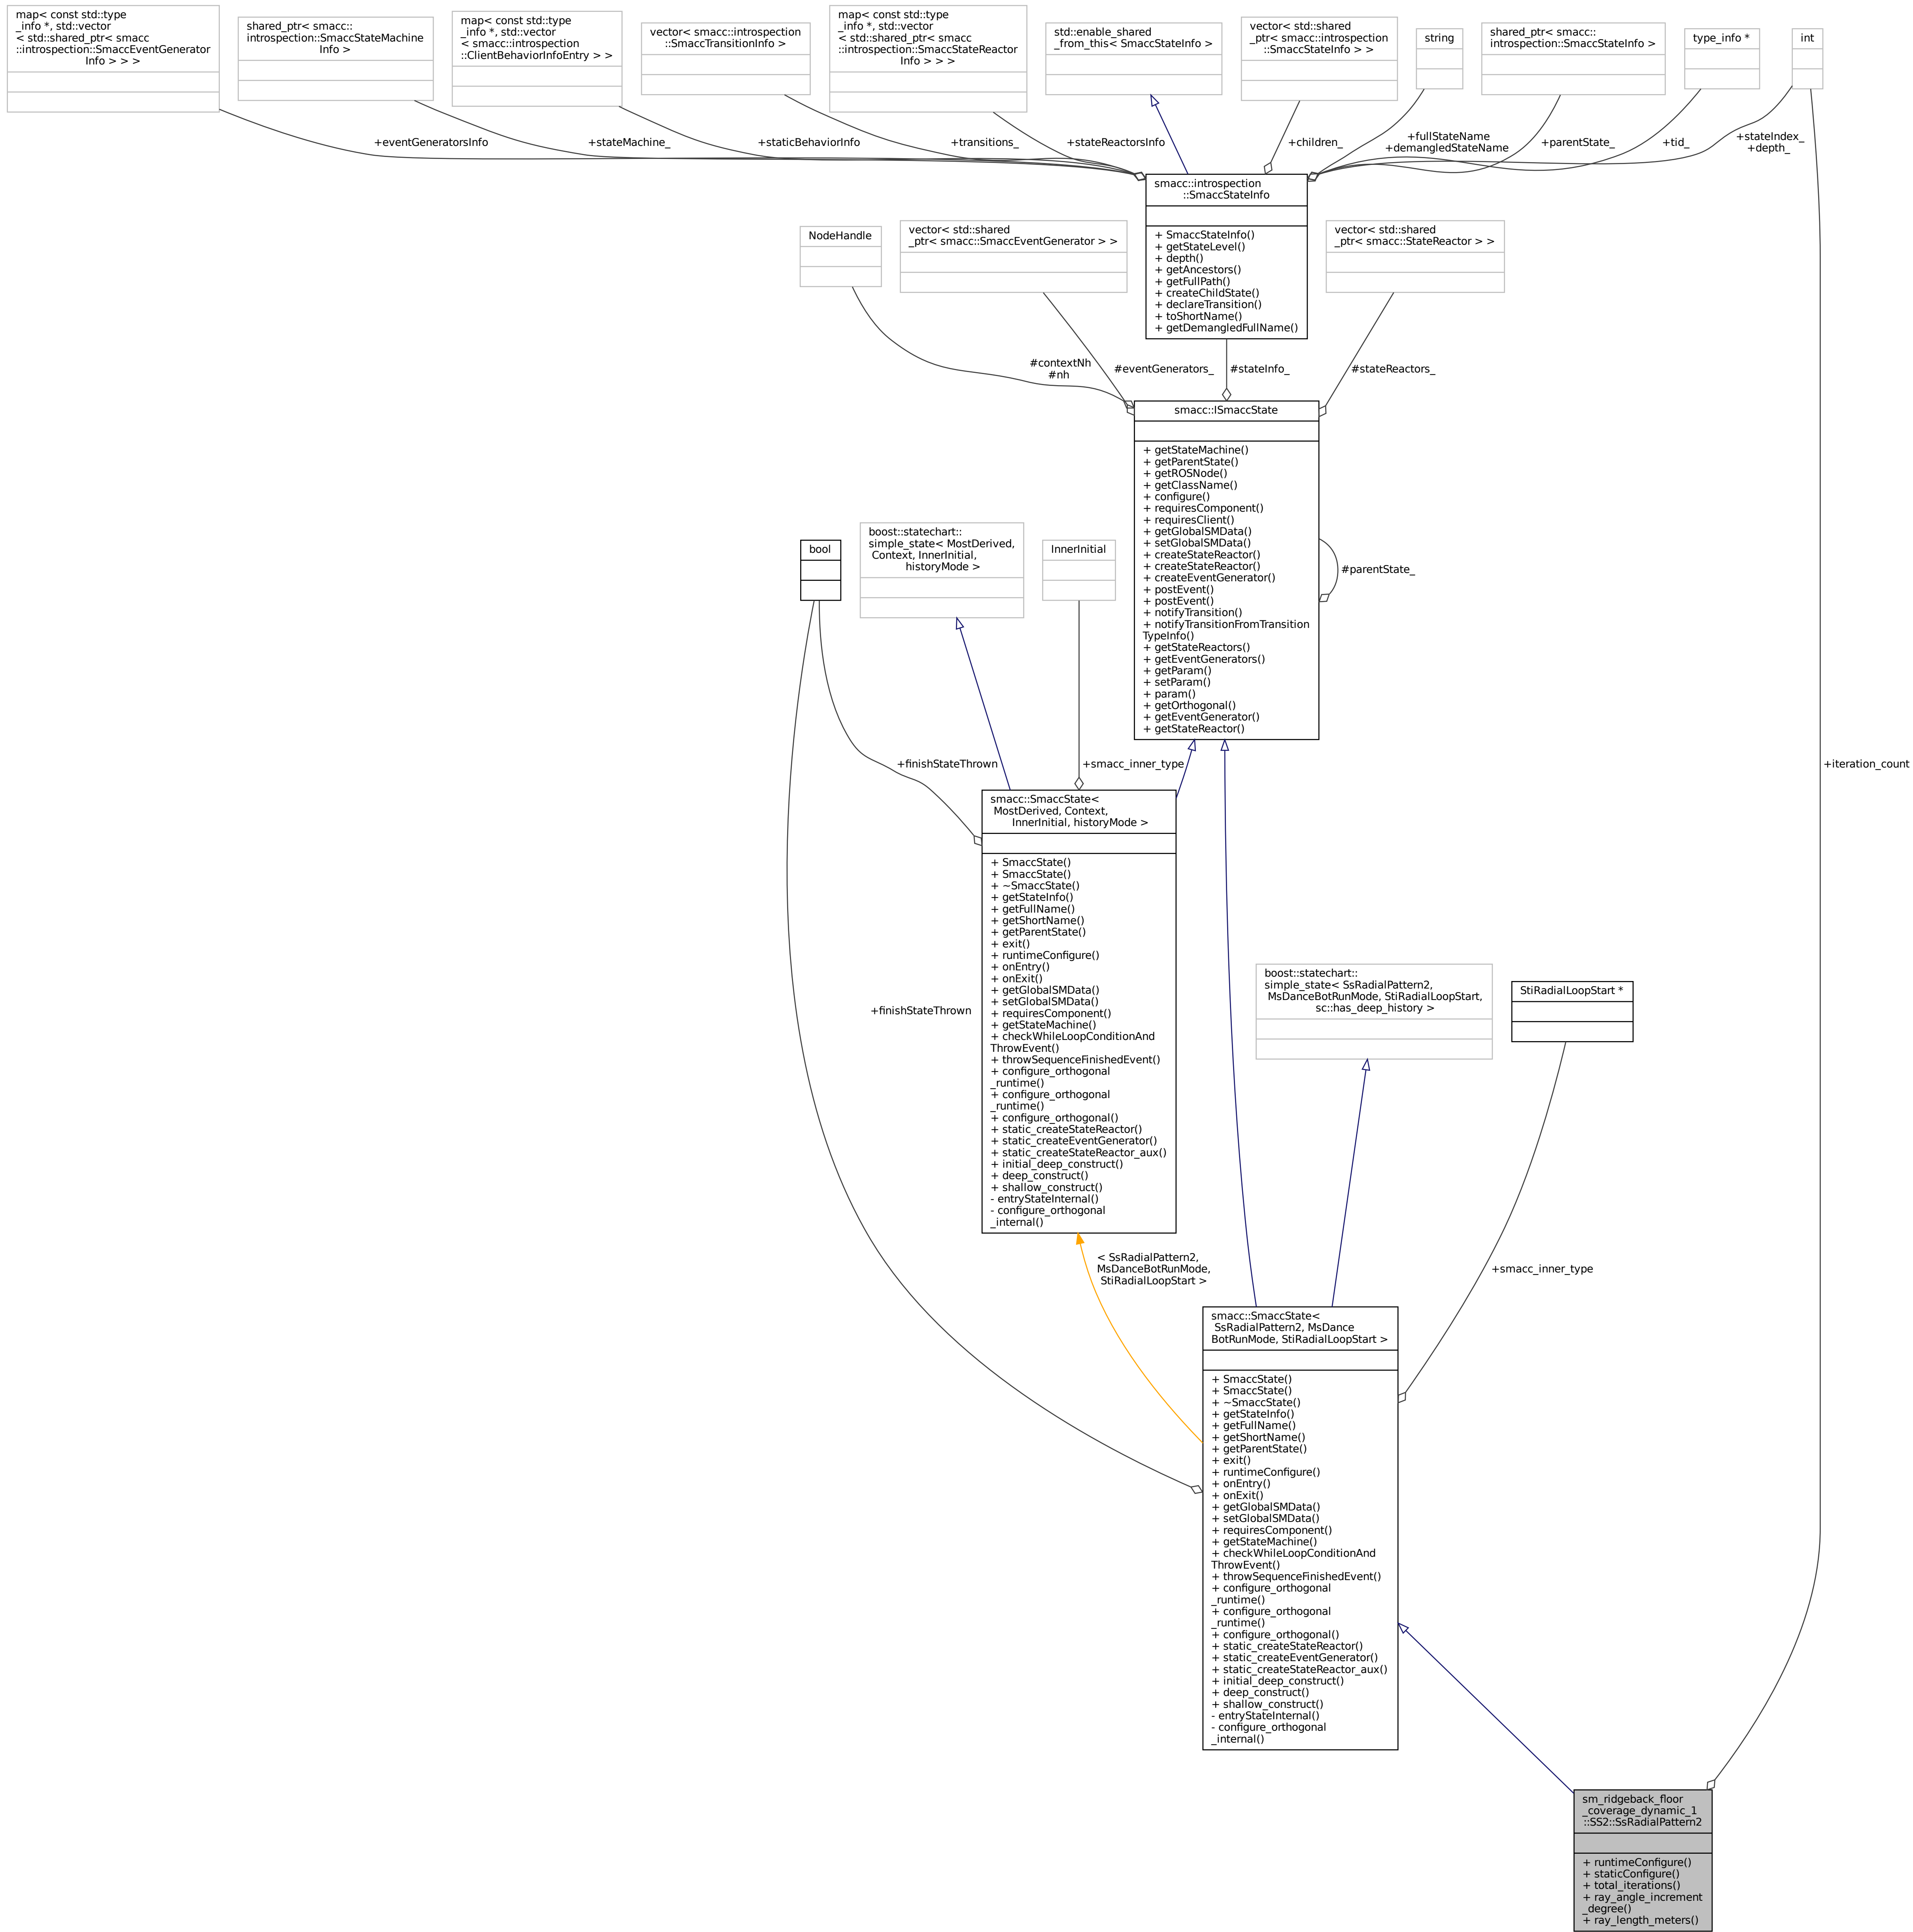 map< const std::type
_info *, std::vector
< std::shared_ptr< smacc
::introspection::SmaccEventGenerator
Info > > >
shared_ptr< smacc::
introspection::SmaccStateMachine
Info >
map< const std::type
_info *, std::vector
< smacc::introspection
::ClientBehaviorInfoEntry > >
vector< smacc::introspection
::SmaccTransitionInfo >
map< const std::type
_info *, std::vector
< std::shared_ptr< smacc
::introspection::SmaccStateReactor
Info > > >
std::enable_shared
_from_this< SmaccStateInfo >
vector< std::shared
_ptr< smacc::introspection
::SmaccStateInfo > >
string
shared_ptr< smacc::
introspection::SmaccStateInfo >
type_info *
int
+eventGeneratorsInfo
+stateMachine_
+staticBehaviorInfo
+transitions_
+stateReactorsInfo
+children_
+fullStateName
+demangledStateName
+parentState_
+tid_
+stateIndex_
+depth_
smacc::introspection
::SmaccStateInfo
+ SmaccStateInfo()
+ getStateLevel()
+ depth()
+ getAncestors()
+ getFullPath()
+ createChildState()
+ declareTransition()
+ toShortName()
+ getDemangledFullName()
NodeHandle
vector< std::shared
_ptr< smacc::SmaccEventGenerator > >
vector< std::shared
_ptr< smacc::StateReactor > >
#contextNh
#nh
#eventGenerators_
#stateInfo_
#stateReactors_
smacc::ISmaccState
+ getStateMachine()
+ getParentState()
+ getROSNode()
+ getClassName()
+ configure()
+ requiresComponent()
+ requiresClient()
+ getGlobalSMData()
+ setGlobalSMData()
+ createStateReactor()
+ createStateReactor()
+ createEventGenerator()
+ postEvent()
+ postEvent()
+ notifyTransition()
+ notifyTransitionFromTransition
TypeInfo()
+ getStateReactors()
+ getEventGenerators()
+ getParam()
+ setParam()
+ param()
+ getOrthogonal()
+ getEventGenerator()
+ getStateReactor()
#parentState_
bool
boost::statechart::
simple_state< MostDerived,
Context, InnerInitial,
historyMode >
InnerInitial
+finishStateThrown
+smacc_inner_type
+iteration_count
smacc::SmaccState<
MostDerived, Context,
InnerInitial, historyMode >
+ SmaccState()
+ SmaccState()
+ ~SmaccState()
+ getStateInfo()
+ getFullName()
+ getShortName()
+ getParentState()
+ exit()
+ runtimeConfigure()
+ onEntry()
+ onExit()
+ getGlobalSMData()
+ setGlobalSMData()
+ requiresComponent()
+ getStateMachine()
+ checkWhileLoopConditionAnd
ThrowEvent()
+ throwSequenceFinishedEvent()
+ configure_orthogonal
_runtime()
+ configure_orthogonal
_runtime()
+ configure_orthogonal()
+ static_createStateReactor()
+ static_createEventGenerator()
+ static_createStateReactor_aux()
+ initial_deep_construct()
+ deep_construct()
+ shallow_construct()
- entryStateInternal()
- configure_orthogonal
_internal()
+finishStateThrown
boost::statechart::
simple_state< SsRadialPattern2,
MsDanceBotRunMode, StiRadialLoopStart,
sc::has_deep_history >
StiRadialLoopStart *
< SsRadialPattern2,
MsDanceBotRunMode,
StiRadialLoopStart >
+smacc_inner_type
smacc::SmaccState<
SsRadialPattern2, MsDance
BotRunMode, StiRadialLoopStart >
+ SmaccState()
+ SmaccState()
+ ~SmaccState()
+ getStateInfo()
+ getFullName()
+ getShortName()
+ getParentState()
+ exit()
+ runtimeConfigure()
+ onEntry()
+ onExit()
+ getGlobalSMData()
+ setGlobalSMData()
+ requiresComponent()
+ getStateMachine()
+ checkWhileLoopConditionAnd
ThrowEvent()
+ throwSequenceFinishedEvent()
+ configure_orthogonal
_runtime()
+ configure_orthogonal
_runtime()
+ configure_orthogonal()
+ static_createStateReactor()
+ static_createEventGenerator()
+ static_createStateReactor_aux()
+ initial_deep_construct()
+ deep_construct()
+ shallow_construct()
- entryStateInternal()
- configure_orthogonal
_internal()
sm_ridgeback_floor
_coverage_dynamic_1
::SS2::SsRadialPattern2
+ runtimeConfigure()
+ staticConfigure()
+ total_iterations()
+ ray_angle_increment
_degree()
+ ray_length_meters()